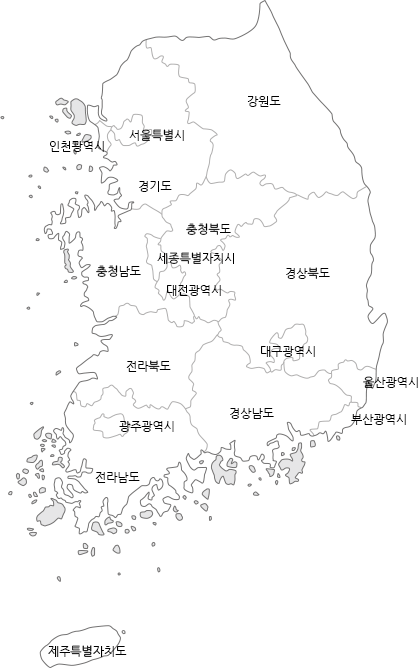 강원도
서울특별시
인천광역시
경기도
충청북도
세종특별자치시
충청남도
경상북도
대전광역시
대구광역시
전라북도
울산광역시
경상남도
부산광역시
광주광역시
전라남도
제주특별자치도